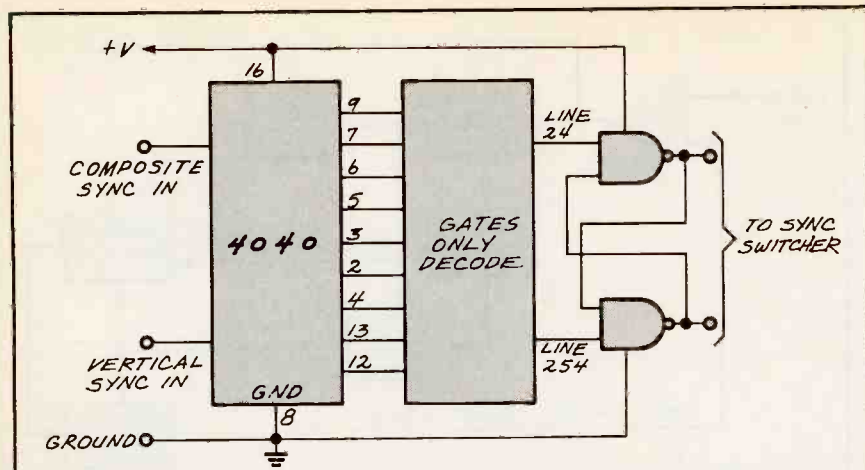 +V
16
9
LINE
24
7
COMPOSITE
SYNC IN
6
5
4040
3
GATES
ONLY
DECODE
TO SYNC
SWITCHER
2
4
13
VERTICAL
SYNC IN
12
LINE
254
GND
8
GROUND